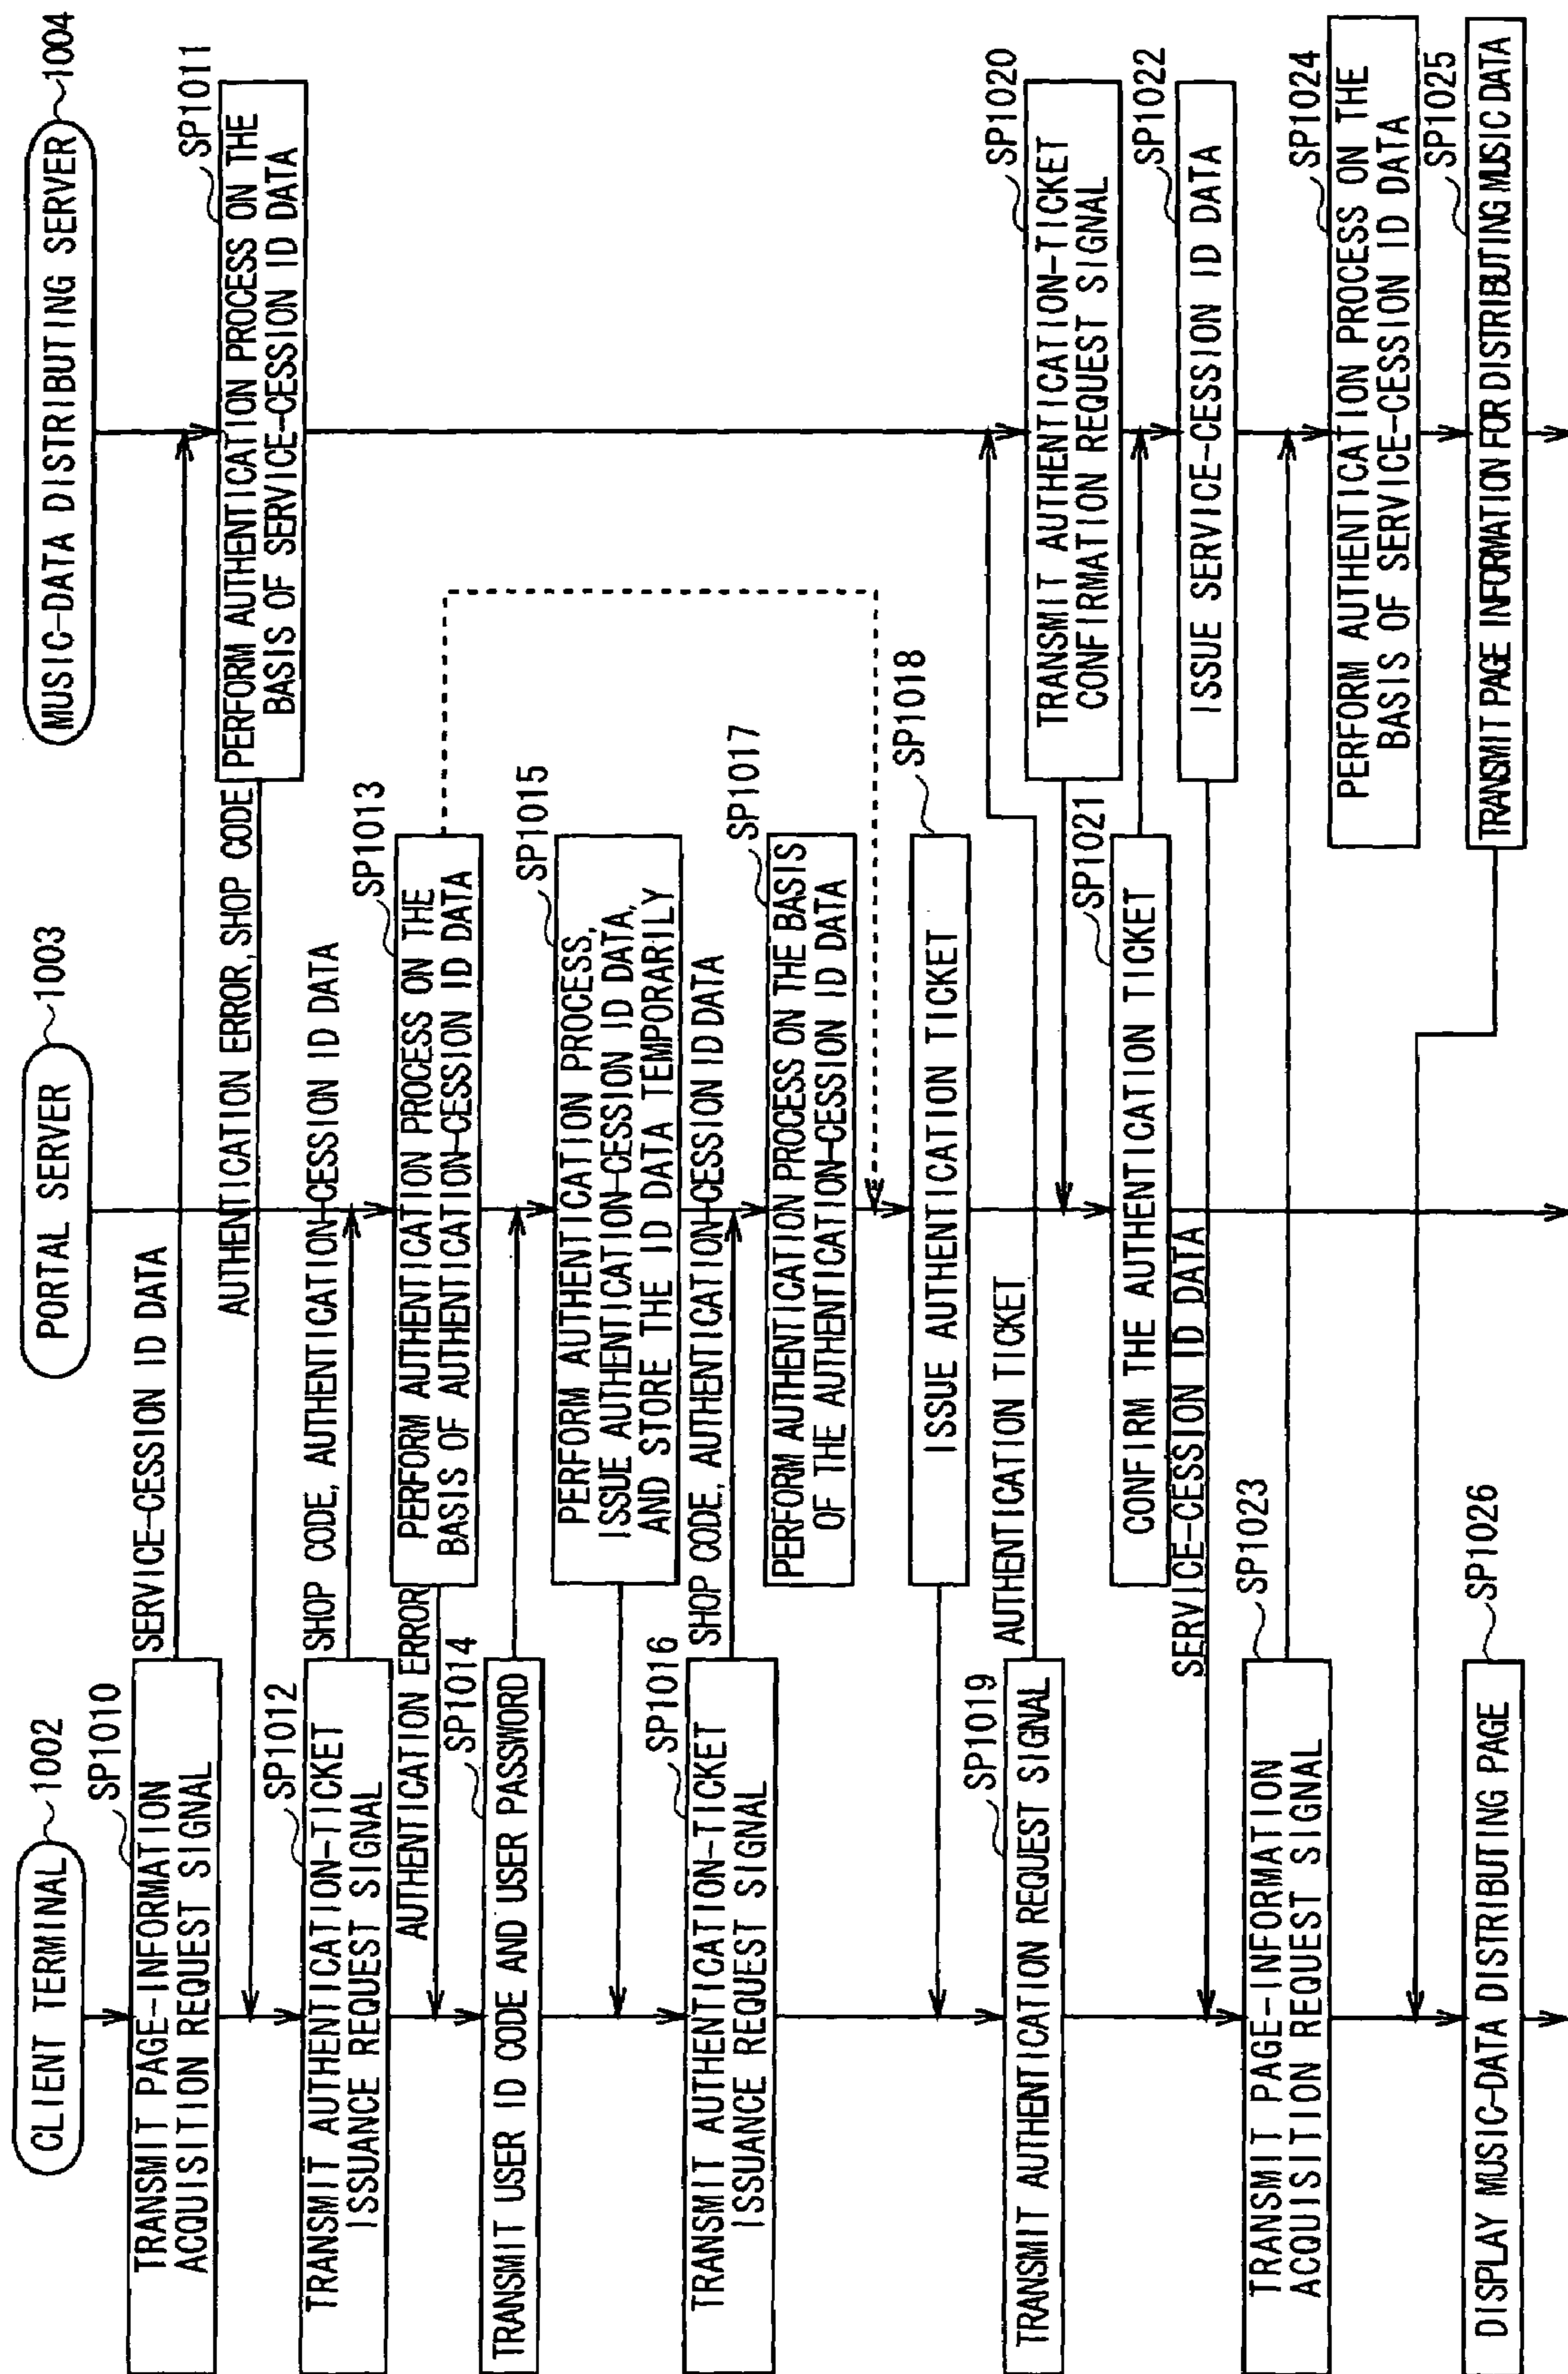 CLIENT TERMINAL
1002
PORTAL SERVER
1003
MUSIC-DATA DISTRIBUTING SERVER
1004
SP1010
TRANSMIT PAGE-INFORMATION
ACQUISITION REQUEST SIGNAL
SERVICE-CESSION ID DATA
SP1011
PERFORM AUTHENTICATION PROCESS ON THE
BASIS OF SERVICE-CESSION ID DATA
AUTHENTICATION ERROR, SHOP CODE
SP1012
TRANSMIT AUTHENTICATION-TICKET
ISSUANCE REQUEST SIGNAL
SHOP CODE, AUTHENTICATION-CESSION ID DATA
SP1013
PERFORM AUTHENTICATION PROCESS ON THE
BASIS OF AUTHENTICATION-CESSION ID DATA
AUTHENTICATION ERROR
SP1014
TRANSMIT USER ID CODE AND USER PASSWORD
SP1015
PERFORM AUTHENTICATION PROCESS,
ISSUE AUTHENTICATION-CESSION ID DATA,
AND STORE THE ID DATA TEMPORARILY
SP1016
TRANSMIT AUTHENTICATION-TICKET
ISSUANCE REQUEST SIGNAL
SHOP CODE, AUTHENTICATION-CESSION ID DATA
SP1017
PERFORM AUTHENTICATION PROCESS ON THE BASIS
OF THE AUTHENTICATION-CESSION ID DATA
SP1018
ISSUE AUTHENTICATION TICKET
SP1019
TRANSMIT AUTHENTICATION REQUEST SIGNAL
AUTHENTICATION TICKET
SP1020
TRANSMIT AUTHENTICATION-TICKET
CONFIRMATION REQUEST SIGNAL
SP1021
CONFIRM THE AUTHENTICATION TICKET
SP1022
ISSUE SERVICE-CESSION ID DATA
SERVICE-CESSION ID DATA
SP1023
TRANSMIT PAGE-INFORMATION
ACQUISITION REQUEST SIGNAL
SP1024
PERFORM AUTHENTICATION PROCESS ON THE
BASIS OF SERVICE-CESSION ID DATA
SP1025
TRANSMIT PAGE INFORMATION FOR DISTRIBUTING MUSIC DATA
SP1026
DISPLAY MUSIC-DATA DISTRIBUTING PAGE